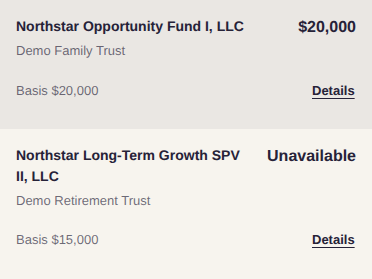 Northstar Opportunity Fund I, LLC $20,000
Demo Family Trust
Basis $20,000 Details
Northstar Long-Term Growth SPV Unavailable
II, LLC
Demo Retirement Trust
Basis $15,000 Details